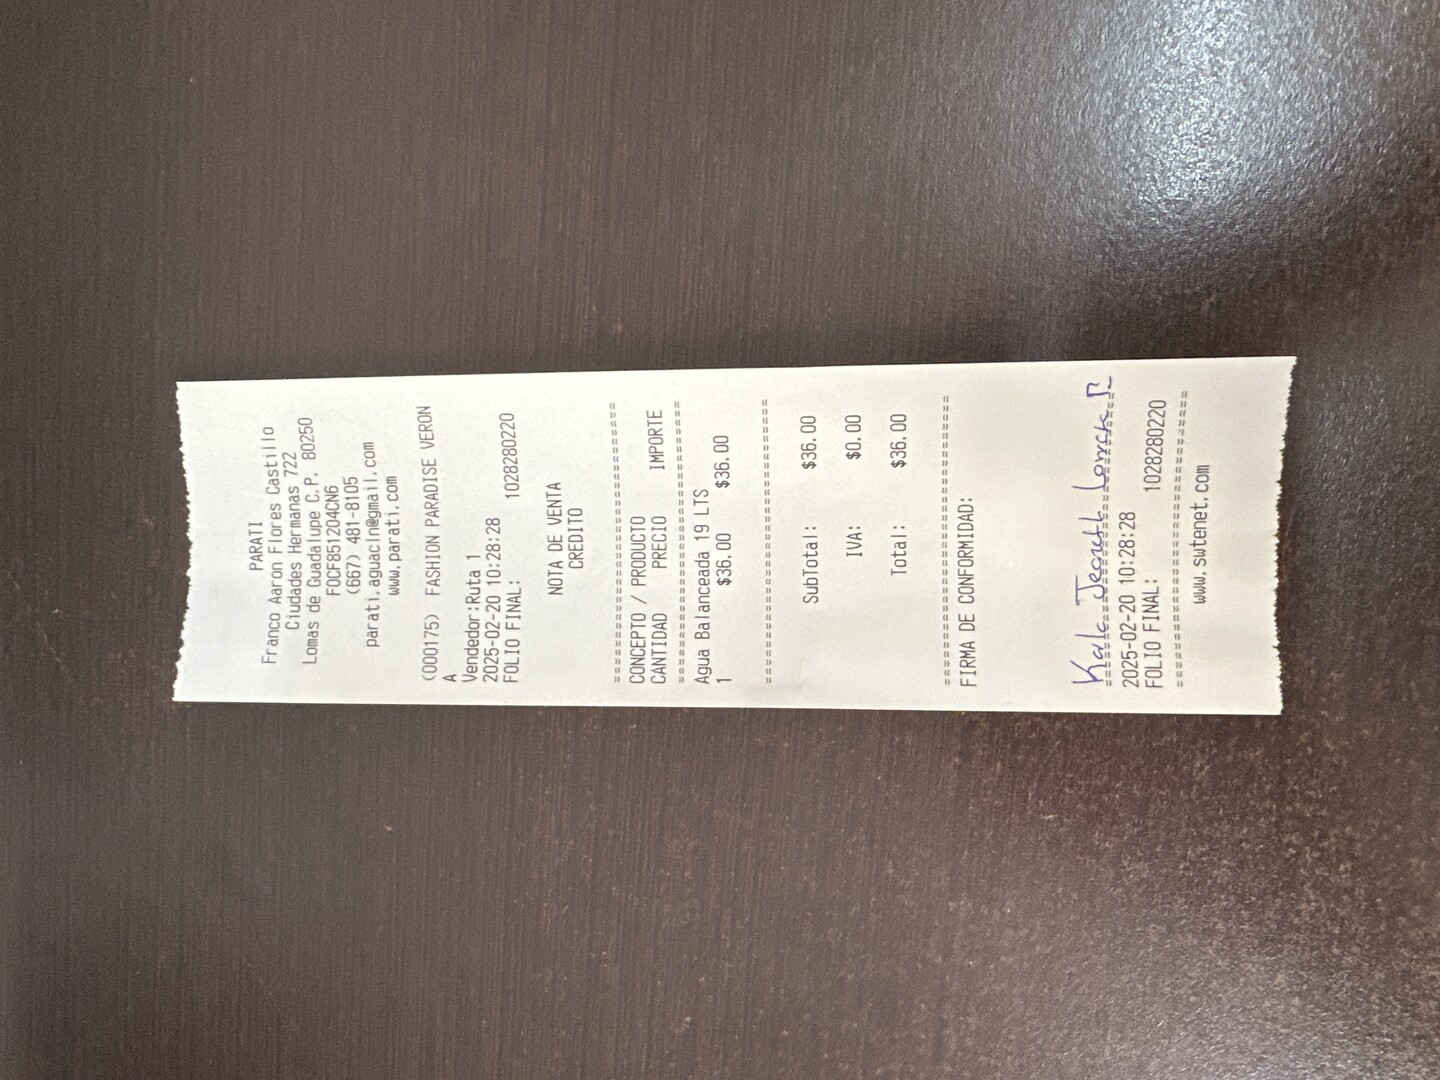 PARATI
Franco Aaron Flores Castillo
Ciudades Hermanas 722
Lomas de Guadalupe C.P. 80250
FOCF851204CN6
(667) 481-8105
parati.aguacln@gmail.com
www.parati.com
(000175) FASHION PARADISE VERON
A
Vendedor:Ruta 1
2025-02-20 10:28:28
FOLIO FINAL: 1028280220
NOTA DE VENTA
CREDITO
===============================
CONCEPTO / PRODUCTO
CANTIDAD PRECIO IMPORTE
===============================
Agua Balanceada 19 LTS
1 $36.00 $36.00
===============================
SubTotal: $36.00
IVA: $0.00
Total: $36.00
===============================
FIRMA DE CONFORMIDAD:
===============================
2025-02-20 10:28:28
FOLIO FINAL: 1028280220
===============================
www.swtenet.com